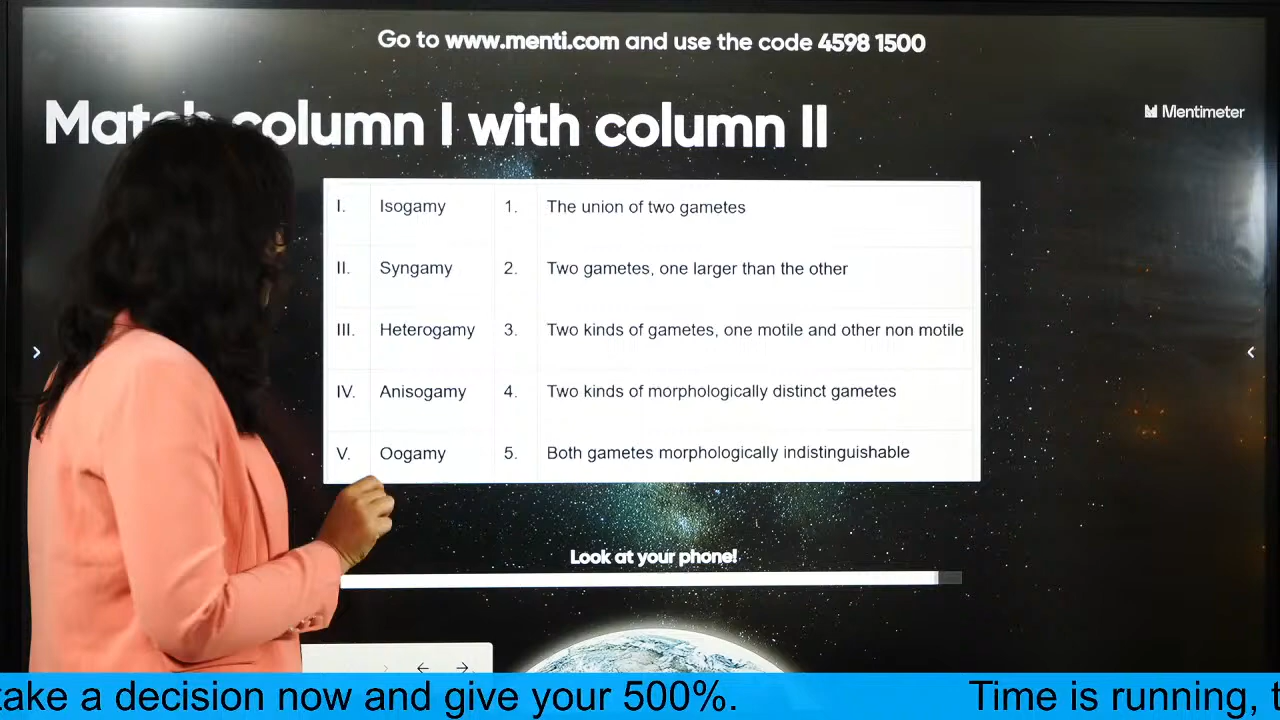 Go to www.menti.com and use the code 4598 1500
Match column I with column II
Mentimeter
I. Isogamy 1. The union of two gametes
II. Syngamy 2. Two gametes, one larger than the other
III. Heterogamy 3. Two kinds of gametes, one motile and other non motile
IV. Anisogamy 4. Two kinds of morphologically distinct gametes
V. Oogamy 5. Both gametes morphologically indistinguishable
Look at your phone!
take a decision now and give your 500%. Time is running,